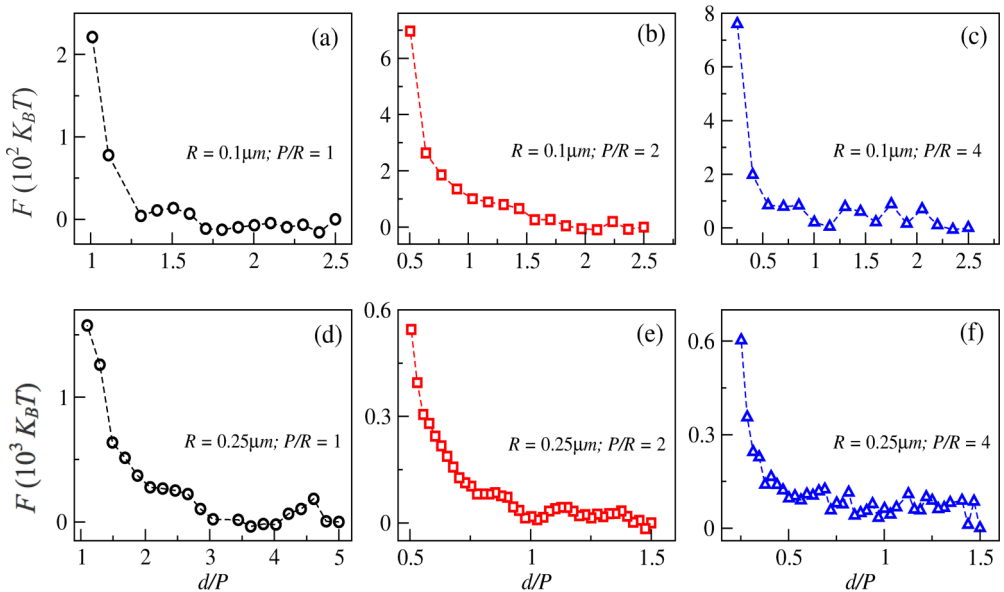 (a)
(b)
(c)
F (10² K_BT)
2
1
0
6
4
2
0
8
6
4
2
0
R = 0.1μm; P/R = 1
R = 0.1μm; P/R = 2
R = 0.1μm; P/R = 4
1 1.5 2 2.5
0.5 1 1.5 2 2.5
0.5 1 1.5 2 2.5
(d)
(e)
(f)
F (10³ K_BT)
1
0
0.6
0.3
0
0.6
0.3
0
R = 0.25μm; P/R = 1
R = 0.25μm; P/R = 2
R = 0.25μm; P/R = 4
1 2 3 4 5
0.5 1 1.5
0.5 1 1.5
d/P
d/P
d/P